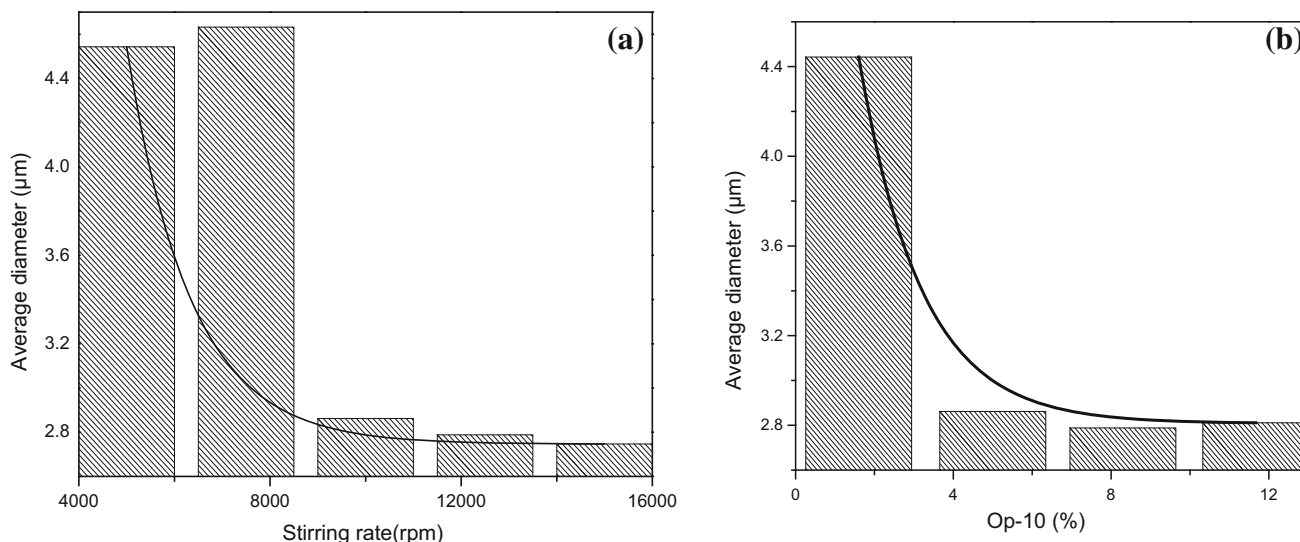 (a)
Average diameter (μm)
4.4
4.0
3.6
3.2
2.8
4000 8000 12000 16000
Stirring rate(rpm)
(b)
Average diameter (μm)
4.4
4.0
3.6
3.2
2.8
0 4 8 12
Op-10 (%)